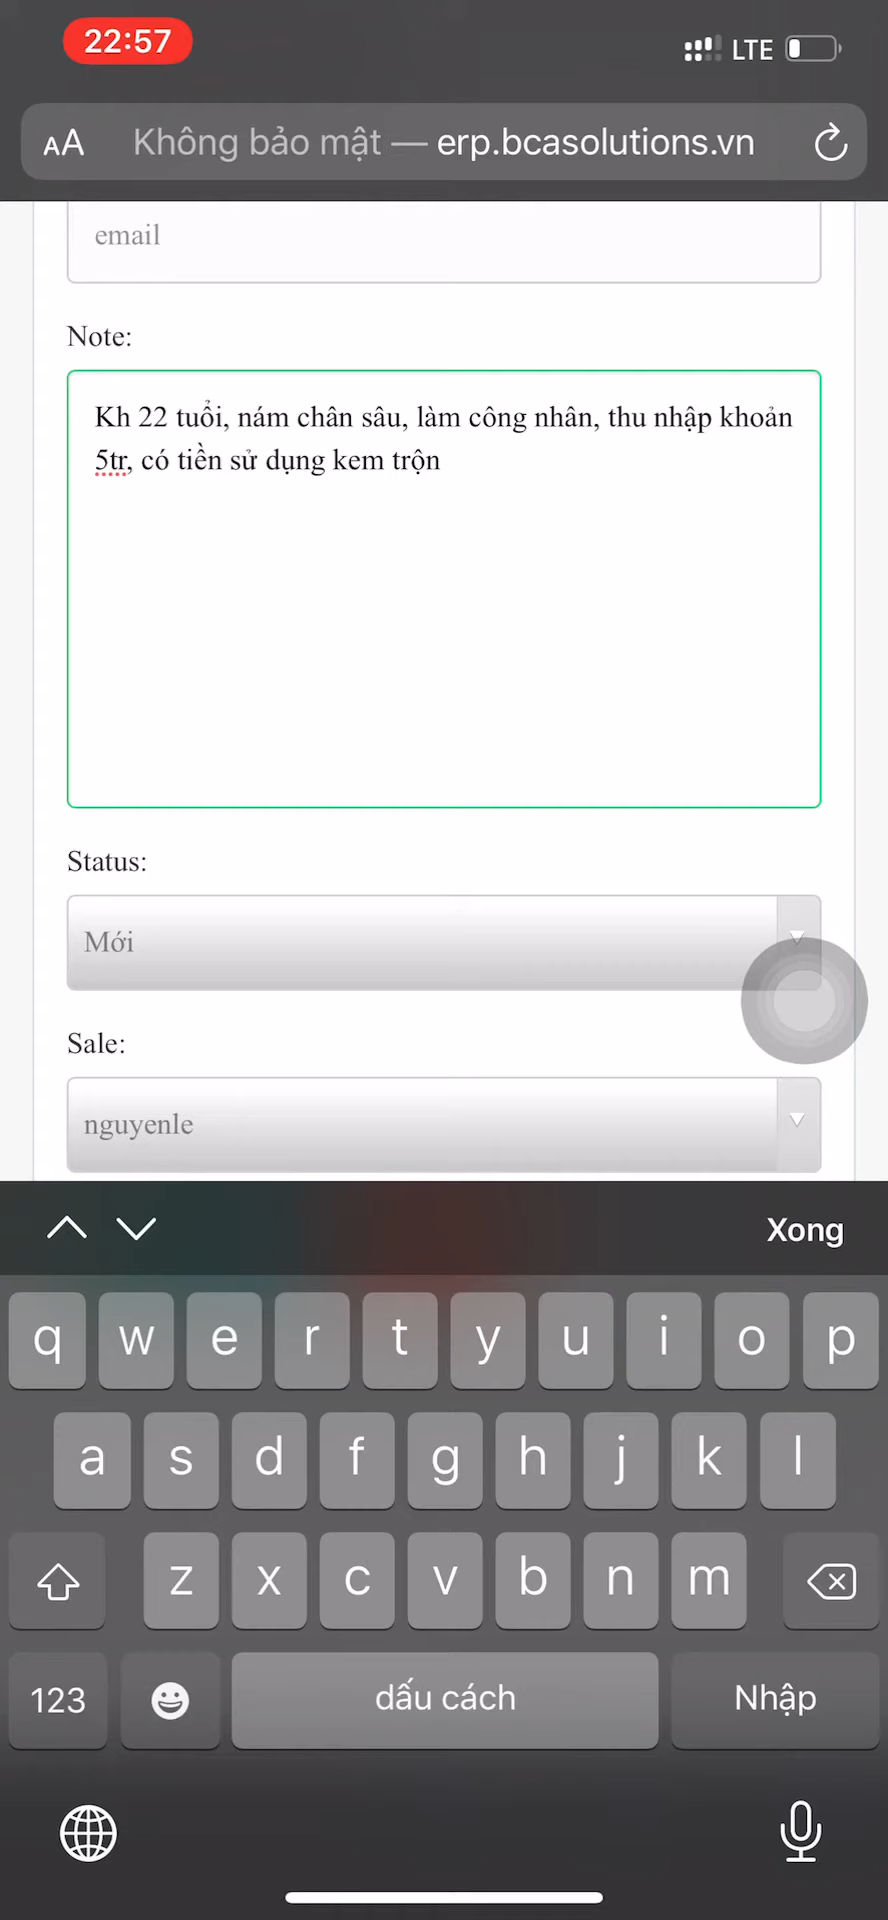 22:57
LTE
AA Không bảo mật — erp.bcasolutions.vn
email
Note:
Kh 22 tuổi, nám chân sâu, làm công nhân, thu nhập khoản
5tr, có tiền sử dụng kem trộn
Status:
Mới
Sale:
nguyenle
Xong
q w e r t y u i o p
a s d f g h j k l
z x c v b n m
123 dấu cách Nhập